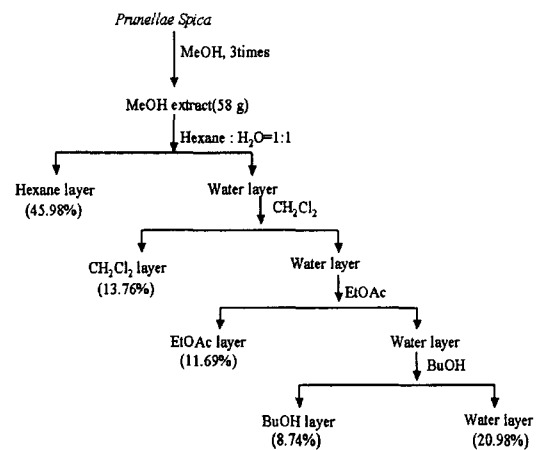 Prunellae Spica
MeOH, 3times
MeOH extract(58 g)
Hexane : H₂O=1:1
Hexane layer
(45.98%)
Water layer
CH₂Cl₂
CH₂Cl₂ layer
(13.76%)
Water layer
EtOAc
EtOAc layer
(11.69%)
Water layer
BuOH
BuOH layer
(8.74%)
Water layer
(20.98%)